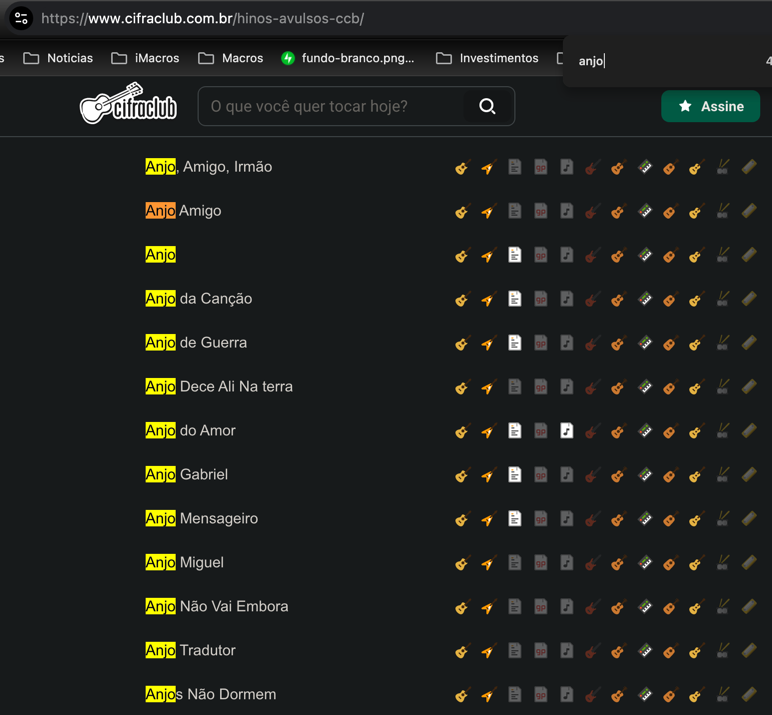 https://www.cifraclub.com.br/hinos-avulsos-ccb/
s Noticias iMacros Macros fundo-branco.png... Investimentos
anjo 4
cifraclub O que você quer tocar hoje? Assine
Anjo, Amigo, Irmão
Anjo Amigo
Anjo
Anjo da Canção
Anjo de Guerra
Anjo Dece Ali Na terra
Anjo do Amor
Anjo Gabriel
Anjo Mensageiro
Anjo Miguel
Anjo Não Vai Embora
Anjo Tradutor
Anjos Não Dormem